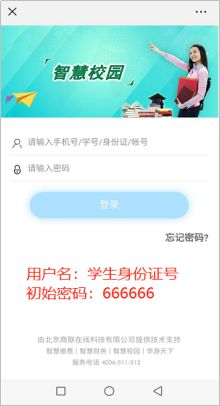 智慧校园
请输入手机号/学号/身份证/帐号
请输入密码
登录
忘记密码?
用户名：学生身份证号
初始密码：666666
由北京商联在线科技有限公司提供技术支持
智慧缴费 | 智慧财务 | 智慧校园 | 学游天下
服务电话 4006-511-512